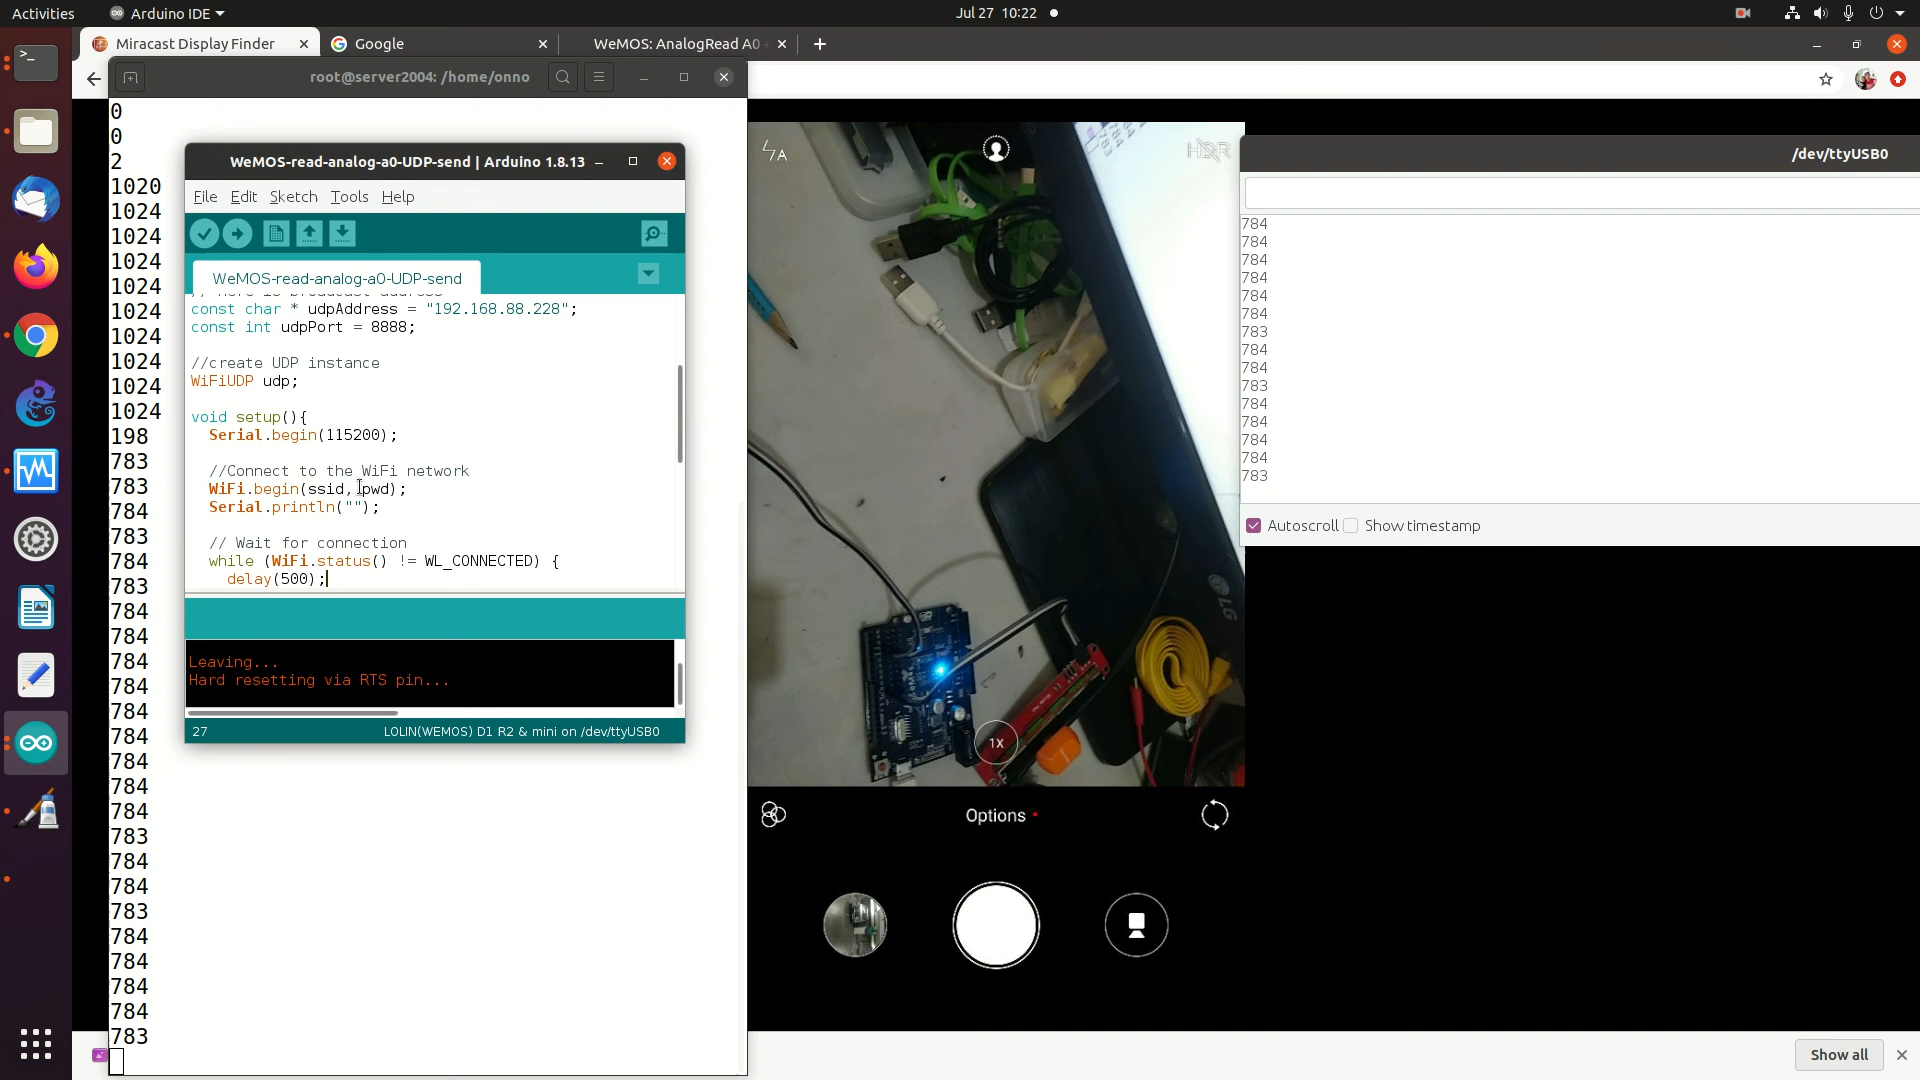 Activities
Arduino IDE
Jul 27 10:22
Miracast Display Finder
Google
WeMOS: AnalogRead A0
root@server2004: /home/onno
0
0
2
1020
1024
1024
1024
1024
1024
1024
1024
1024
1024
198
783
783
784
783
784
783
784
784
784
784
784
784
784
784
784
783
784
784
783
784
784
784
784
783
WeMOS-read-analog-a0-UDP-send | Arduino 1.8.13
File Edit Sketch Tools Help
WeMOS-read-analog-a0-UDP-send
const char * udpAddress = "192.168.88.228";
const int udpPort = 8888;
//create UDP instance
WiFiUDP udp;
void setup(){
Serial.begin(115200);
//Connect to the WiFi network
WiFi.begin(ssid, pwd);
Serial.println("");
// Wait for connection
while (WiFi.status() != WL_CONNECTED) {
delay(500);
Leaving...
Hard resetting via RTS pin...
27
LOLIN(WEMOS) D1 R2 & mini on /dev/ttyUSB0
A
HDR
LG
1X
Options
/dev/ttyUSB0
784
784
784
784
784
784
783
784
784
783
784
784
784
784
783
Autoscroll
Show timestamp
Show all